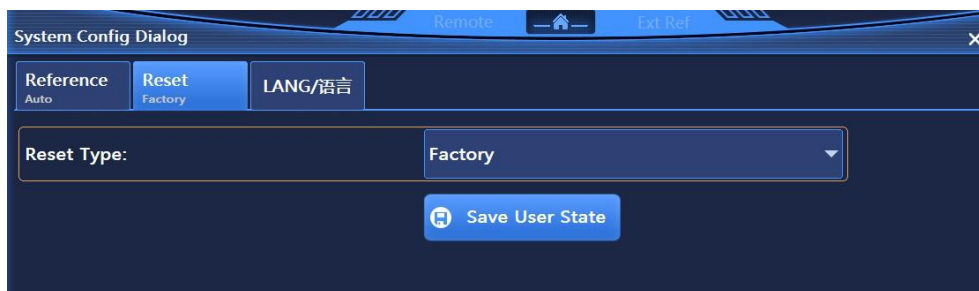 Remote
Ext Ref
System Config Dialog
Reference
Auto
Reset
Factory
LANG/语言
Reset Type:
Factory
Save User State